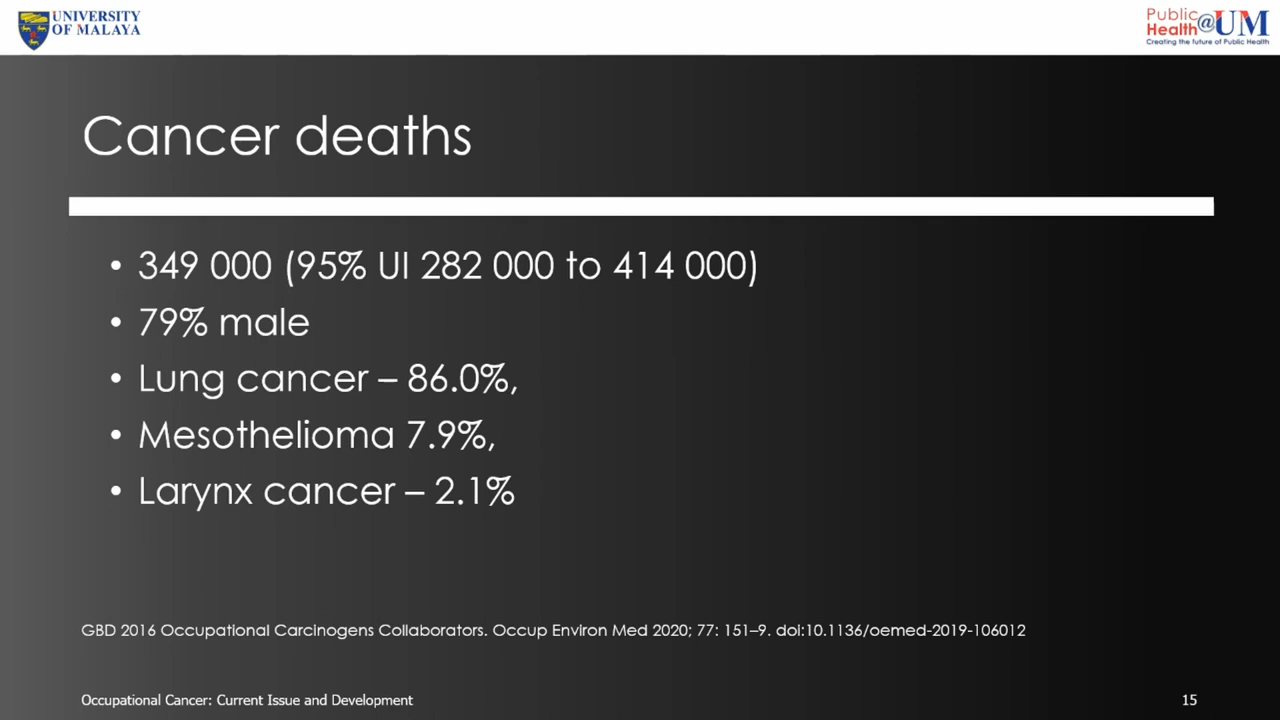 UNIVERSITY
OF MALAYA
Public
Health@UM
Creating the future of Public Health
Cancer deaths
• 349 000 (95% UI 282 000 to 414 000)
• 79% male
• Lung cancer – 86.0%,
• Mesothelioma 7.9%,
• Larynx cancer – 2.1%
GBD 2016 Occupational Carcinogens Collaborators. Occup Environ Med 2020; 77: 151–9. doi:10.1136/oemed-2019-106012
Occupational Cancer: Current Issue and Development
15